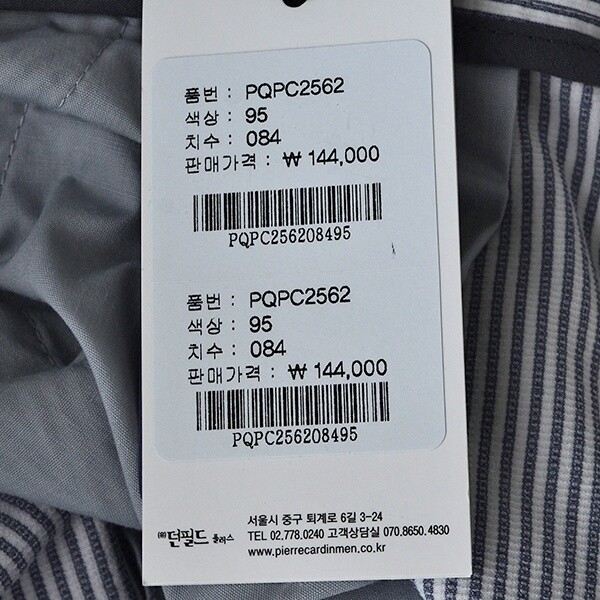 품번 : PQPC2562
색상 : 95
치수 : 084
판매가격 : ₩ 144,000
PQPC256208495
품번 : PQPC2562
색상 : 95
치수 : 084
판매가격 : ₩ 144,000
PQPC256208495
(주)던필드 플러스
서울시 중구 퇴계로 6길 3-24
TEL 02.778.0240 고객상담실 070.8650.4830
www.pierrecardinmen.co.kr